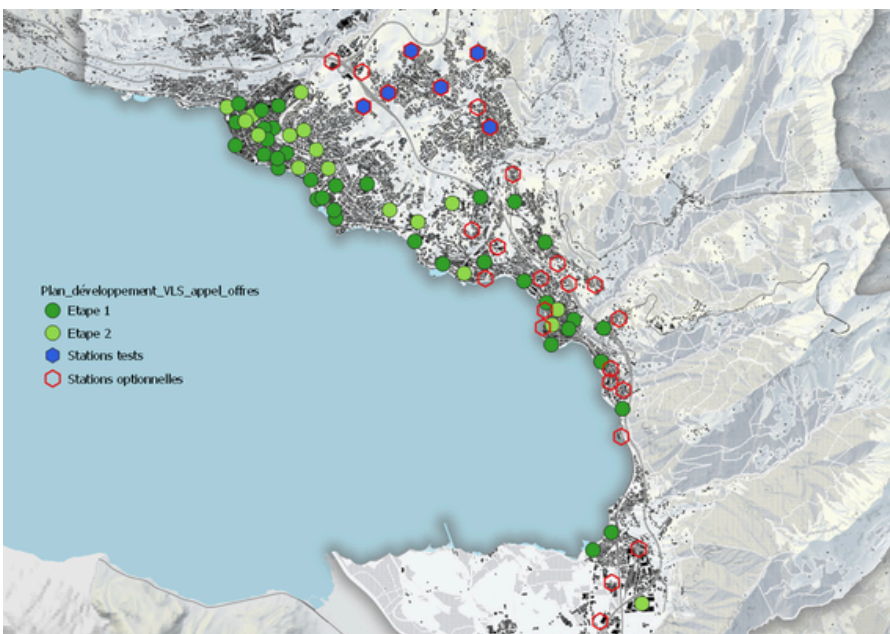 Plan_développement_VLS_appel_offres
Etape 1
Etape 2
Stations tests
Stations optionnelles